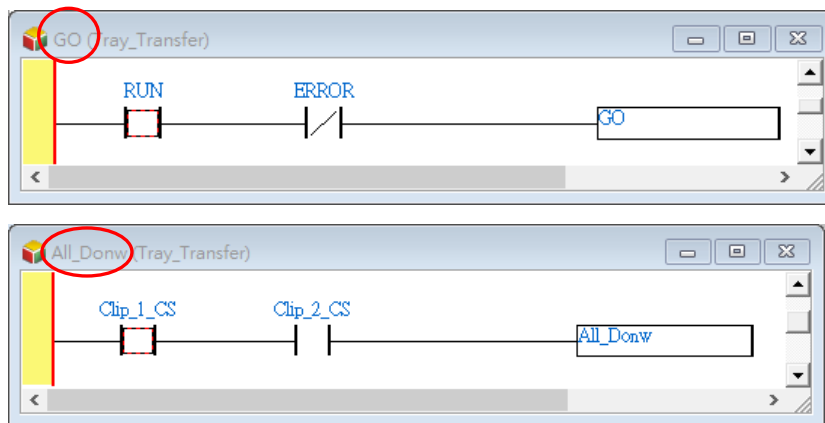 GO (Tray_Transfer)
RUN ERROR
GO
All_Donw (Tray_Transfer)
Clip_1_CS Clip_2_CS
All_Donw